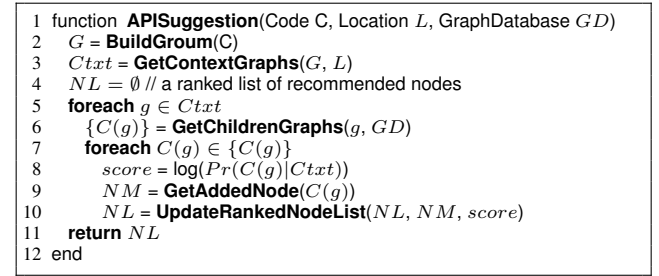 1 function APISuggestion(Code C, Location L, GraphDatabase GD)
2 G = BuildGroum(C)
3 Ctxt = GetContextGraphs(G, L)
4 NL = ∅ // a ranked list of recommended nodes
5 foreach g ∈ Ctxt
6 {C(g)} = GetChildrenGraphs(g, GD)
7 foreach C(g) ∈ {C(g)}
8 score = log(Pr(C(g)|Ctxt))
9 NM = GetAddedNode(C(g))
10 NL = UpdateRankedNodeList(NL, NM, score)
11 return NL
12 end